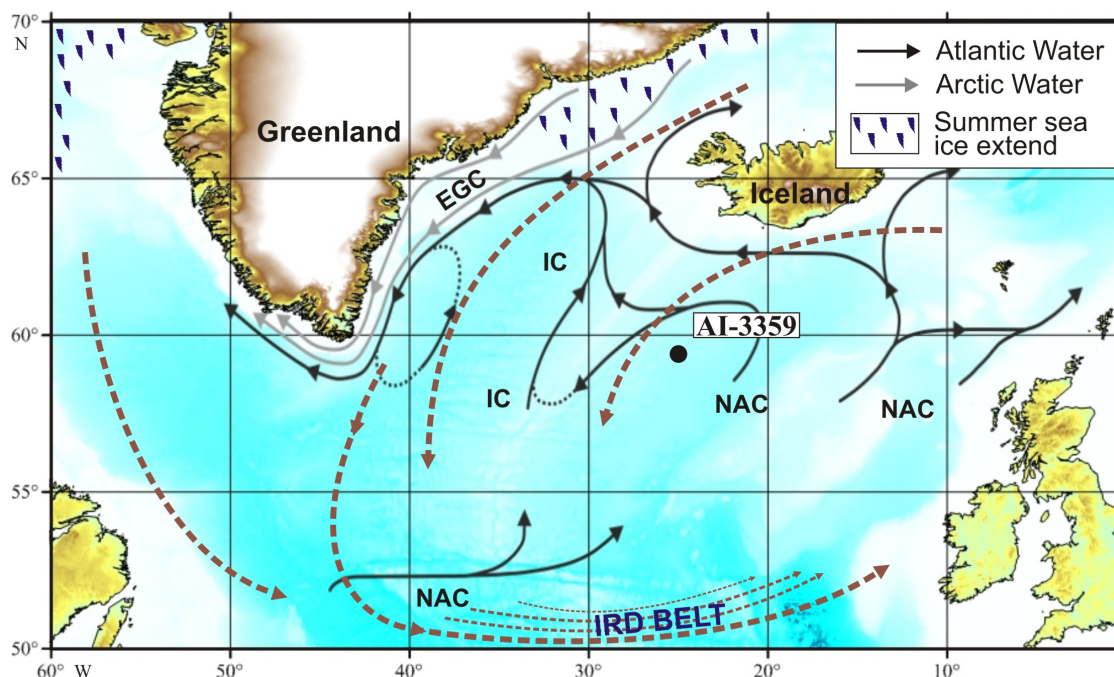 70°
N
Atlantic Water
Arctic Water
Summer sea
ice extend
Greenland
65°
EGC
Iceland
IC
60°
AI-3359
IC
NAC
NAC
55°
NAC
IRD BELT
50°
60° W
50°
40°
30°
20°
10°